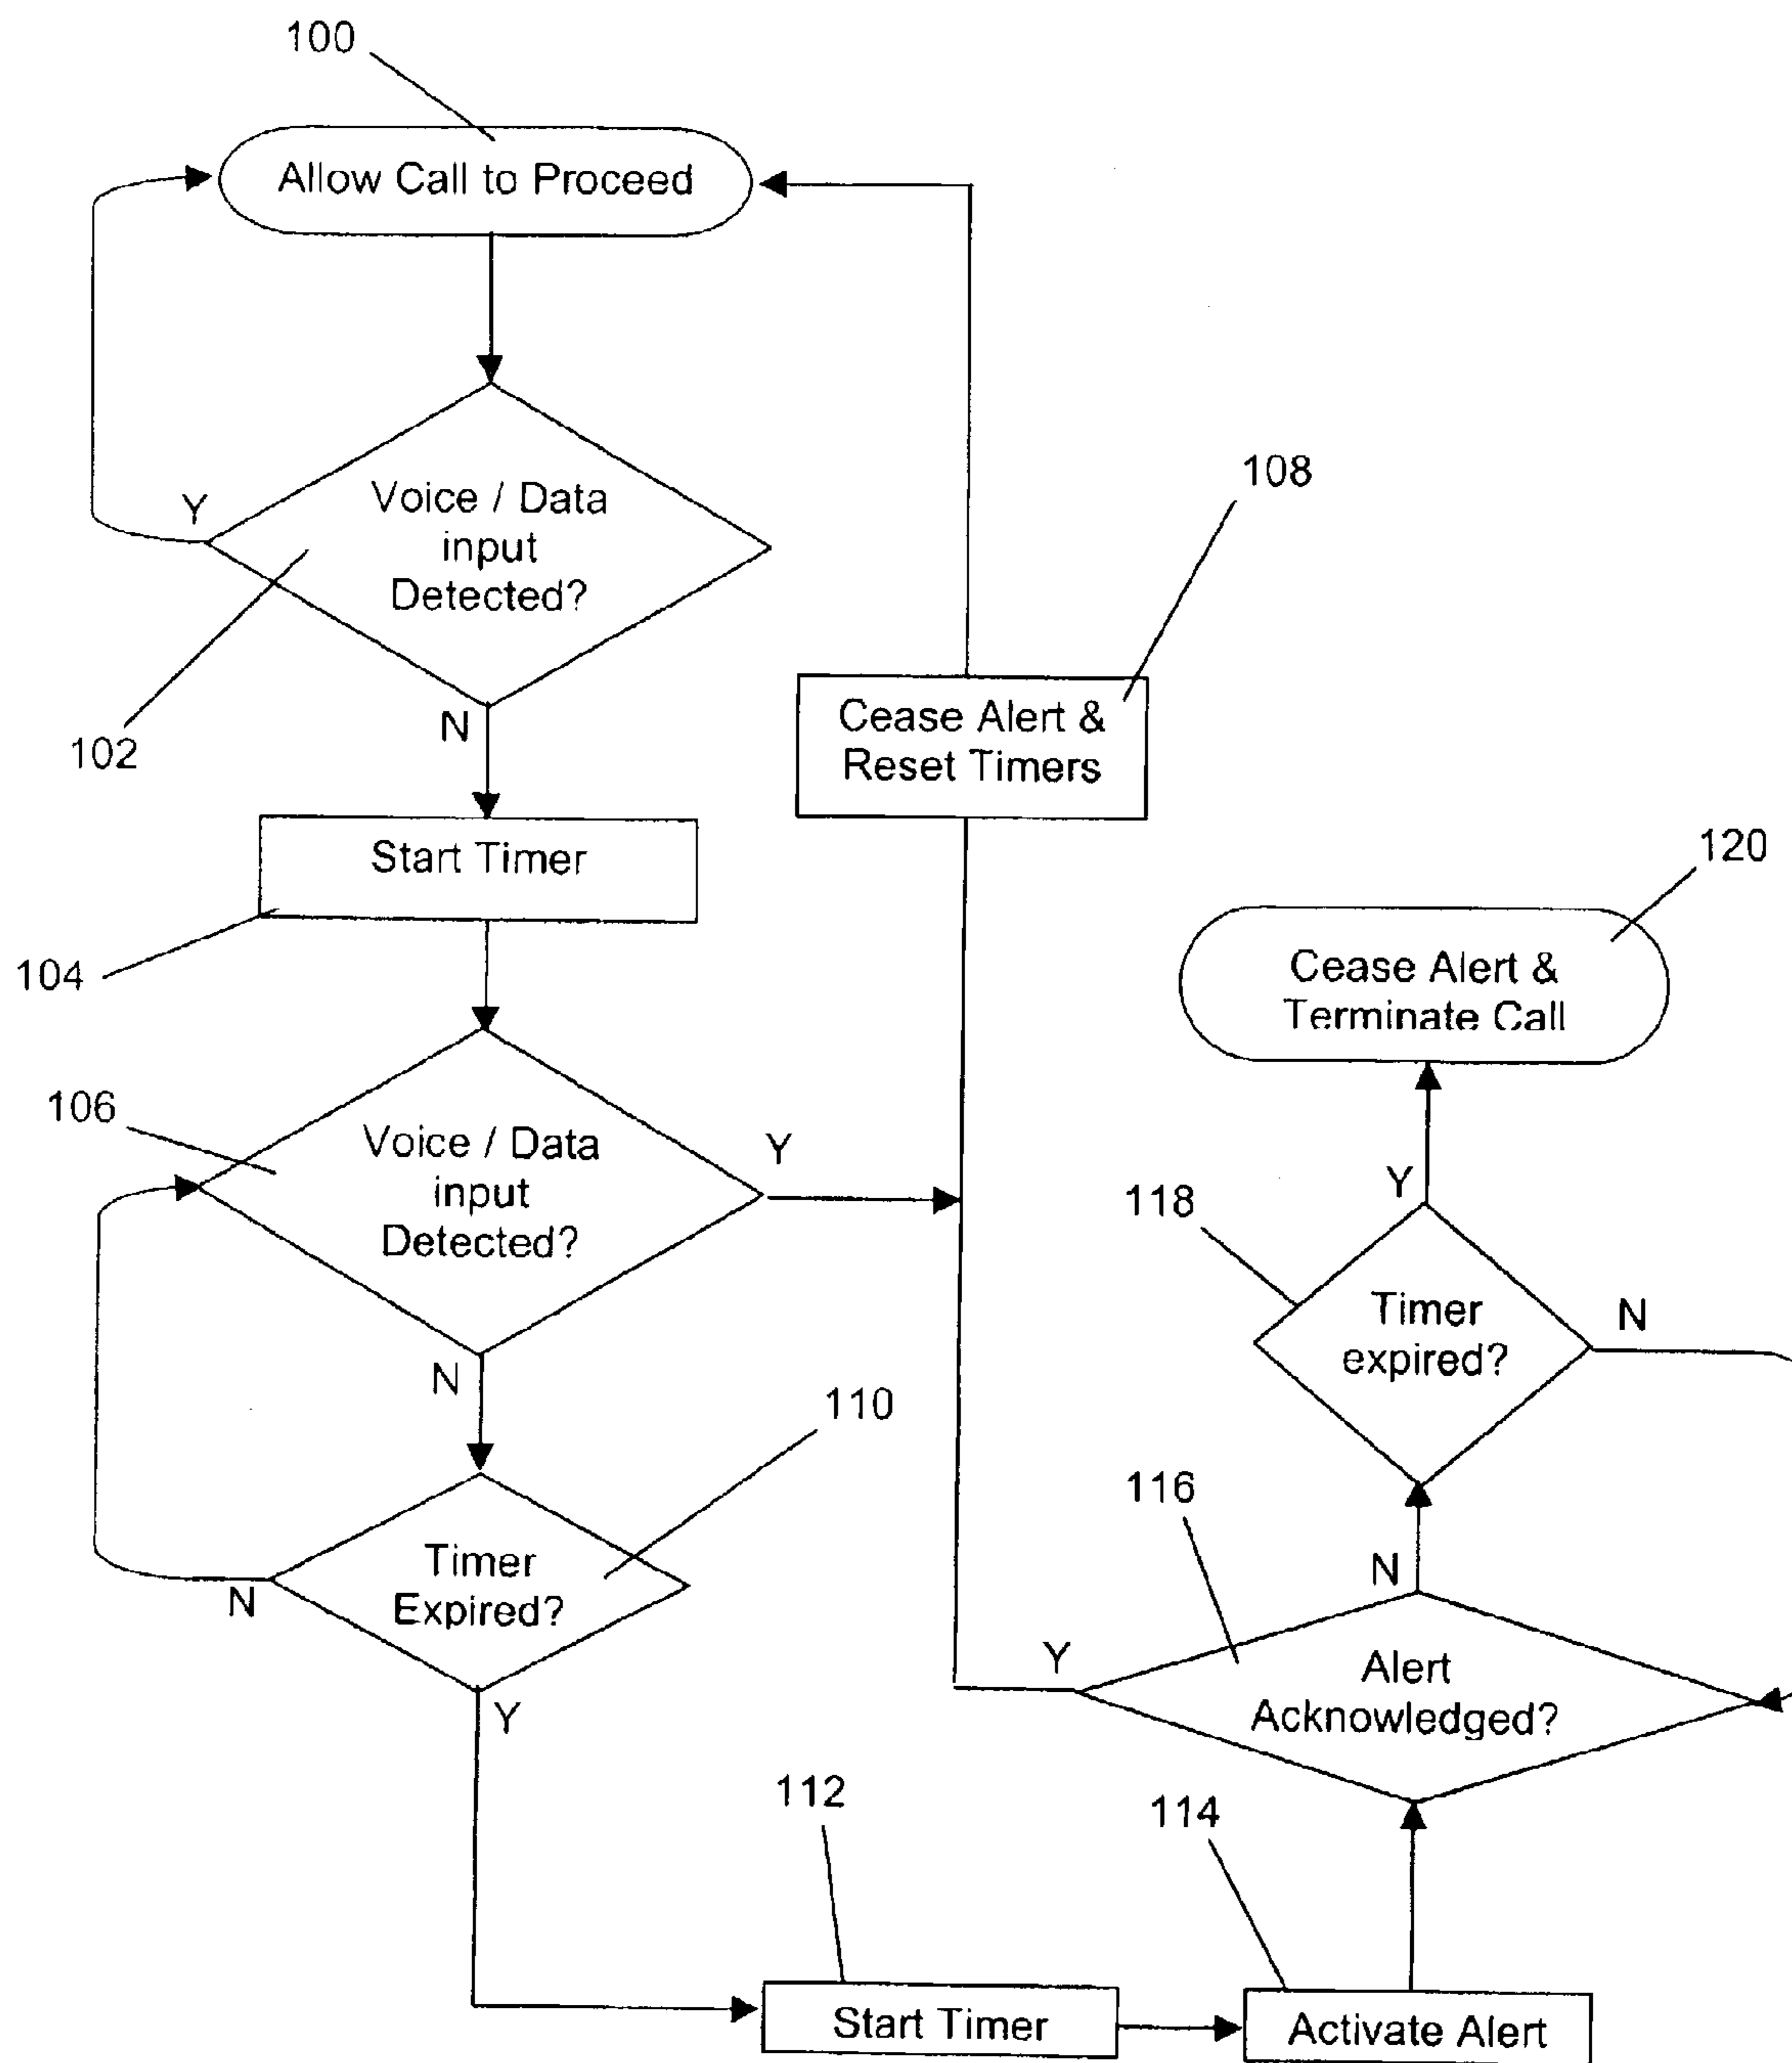 100
Allow Call to Proceed
Voice / Data
input
Detected?
Y
N
102
108
Cease Alert &
Reset Timers
Start Timer
104
120
Cease Alert &
Terminate Call
106
Voice / Data
input
Detected?
Y
N
118
Y
Timer
expired?
N
110
Timer
Expired?
N
Y
116
N
Y
Alert
Acknowledged?
112
Start Timer
114
Activate Alert